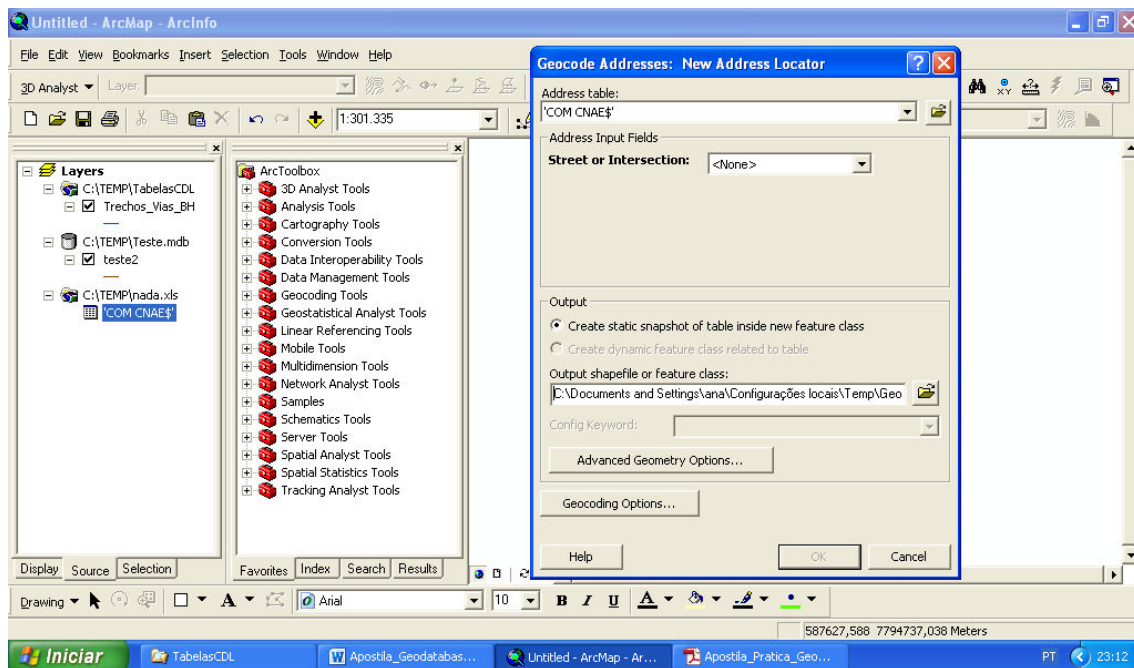 Untitled - ArcMap - ArcInfo
File Edit View Bookmarks Insert Selection Tools Window Help
3D Analyst Layer:
1:301.335
Layers
C:\TEMP\TabelasCDL
Trechos_Vias_BH
C:\TEMP\Teste.mdb
teste2
C:\TEMP\nada.xls
'COM CNAE$'
Display Source Selection
ArcToolbox
3D Analyst Tools
Analysis Tools
Cartography Tools
Conversion Tools
Data Interoperability Tools
Data Management Tools
Geocoding Tools
Geostatistical Analyst Tools
Linear Referencing Tools
Mobile Tools
Multidimension Tools
Network Analyst Tools
Samples
Schematics Tools
Server Tools
Spatial Analyst Tools
Spatial Statistics Tools
Tracking Analyst Tools
Favorites Index Search Results
Geocode Addresses: New Address Locator
Address table:
'COM CNAE$'
Address Input Fields
Street or Intersection: <None>
Output
Create static snapshot of table inside new feature class
Create dynamic feature class related to table
Output shapefile or feature class:
C:\Documents and Settings\ana\Configurações locais\Temp\Geo
Config Keyword:
Advanced Geometry Options...
Geocoding Options...
Help OK Cancel
XY
Drawing A Arial 10 B I U A
587627,588 7794737,038 Meters
Iniciar TabelasCDL Apostila_Geodatabas... Untitled - ArcMap - Ar... Apostila_Pratica_Geo... PT 23:12